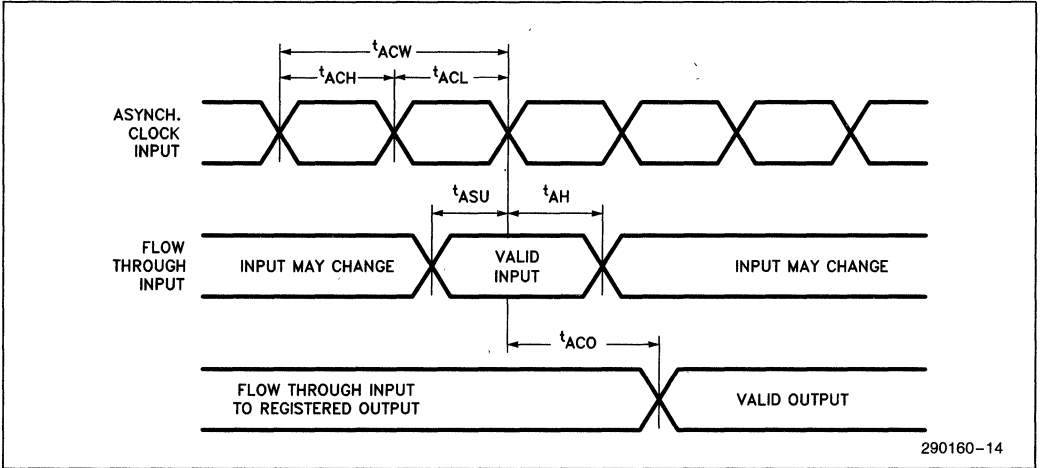 tACW
tACH
tACL
ASYNCH.
CLOCK
INPUT
tASU
tAH
FLOW
THROUGH
INPUT
INPUT MAY CHANGE
VALID
INPUT
INPUT MAY CHANGE
tACO
FLOW THROUGH INPUT
TO REGISTERED OUTPUT
VALID OUTPUT
290160–14